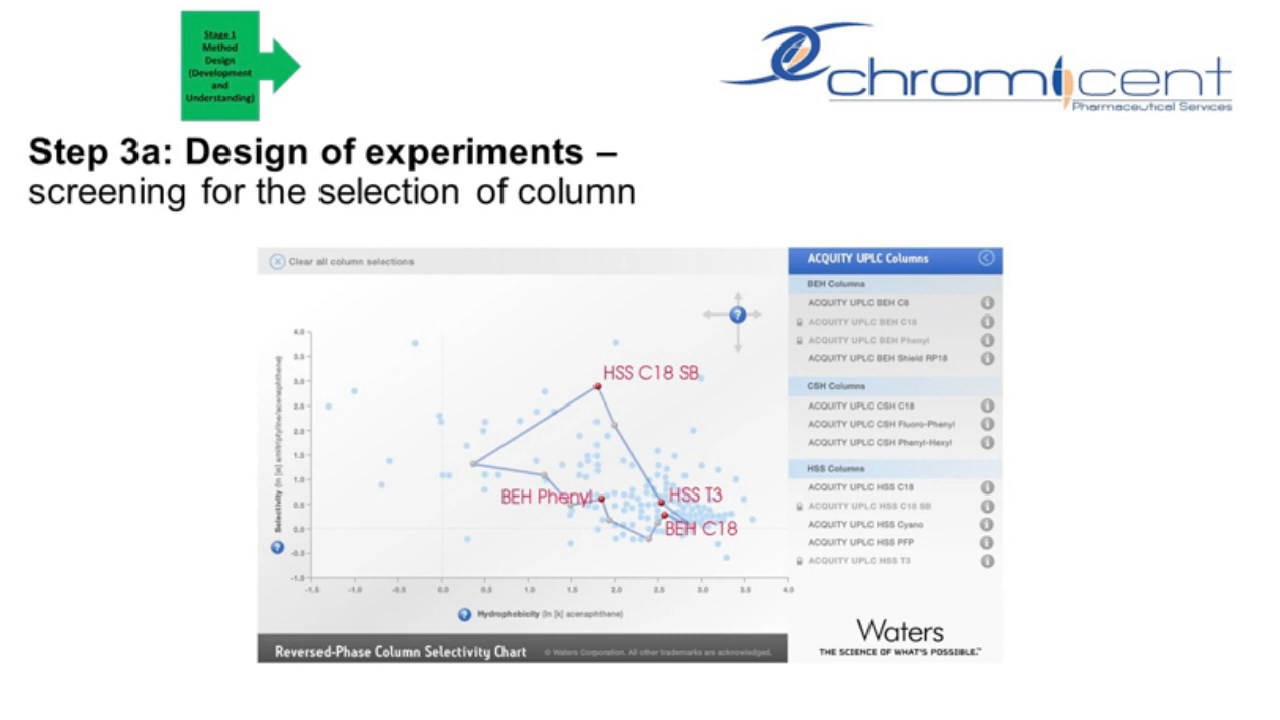 Stage 1
Method
Design
(Development
and
Understanding)
chromicent
Pharmaceutical Services
Step 3a: Design of experiments –
screening for the selection of column
Clear all column selections
ACQUITY UPLC Columns
BEH Columns
ACQUITY UPLC BEH C8
ACQUITY UPLC BEH C18
ACQUITY UPLC BEH Phenyl
ACQUITY UPLC BEH Shield RP18
CSH Columns
ACQUITY UPLC CSH C18
ACQUITY UPLC CSH Fluoro-Phenyl
ACQUITY UPLC CSH Phenyl-Hexyl
HSS Columns
ACQUITY UPLC HSS C18
ACQUITY UPLC HSS C18 SB
ACQUITY UPLC HSS Cyano
ACQUITY UPLC HSS PFP
ACQUITY UPLC HSS T3
?
HSS C18 SB
BEH Phenyl
HSS T3
BEH C18
4.0
3.5
3.0
2.5
2.0
1.5
1.0
0.5
0.0
-0.5
-1.0
Selectivity (ln [α] amitriptyline/acenaphthene)
?
-1.5 -1.0 -0.5 0.0 0.5 1.0 1.5 2.0 2.5 3.0 3.5 4.0
? Hydrophobicity (ln [k] acenaphthene)
Reversed-Phase Column Selectivity Chart
© Waters Corporation. All other trademarks are acknowledged.
Waters
THE SCIENCE OF WHAT'S POSSIBLE.™